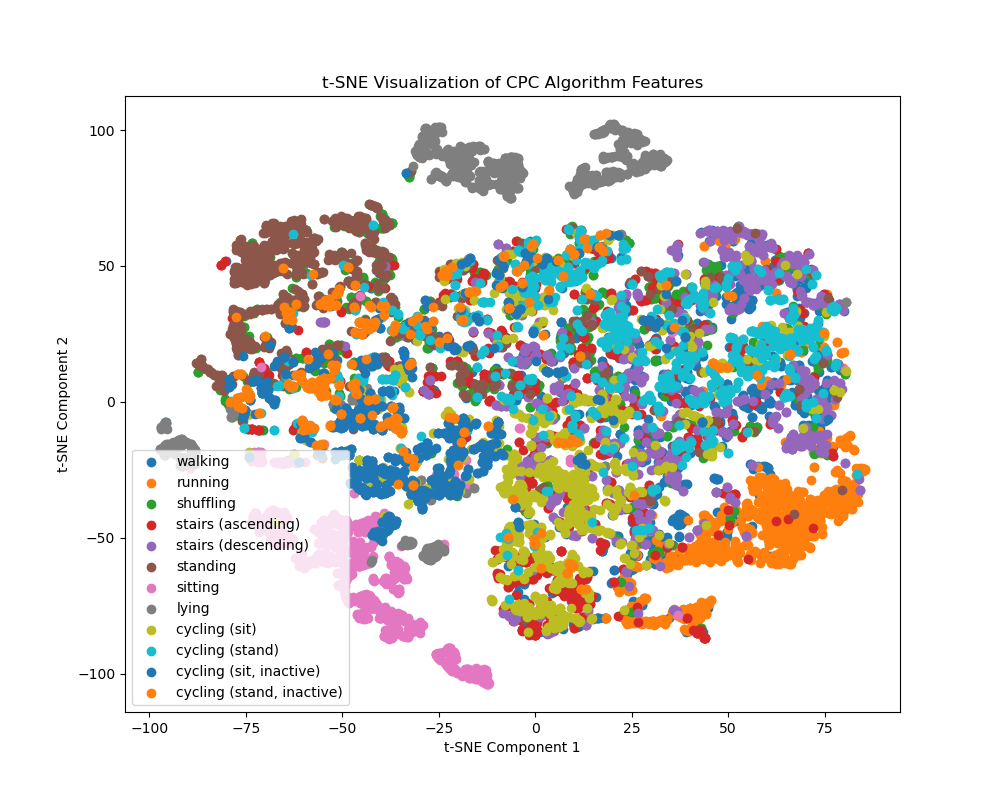 t-SNE Visualization of CPC Algorithm Features
100
50
0
−50
−100
t-SNE Component 2
walking
running
shuffling
stairs (ascending)
stairs (descending)
standing
sitting
lying
cycling (sit)
cycling (stand)
cycling (sit, inactive)
cycling (stand, inactive)
−100 −75 −50 −25 0 25 50 75
t-SNE Component 1